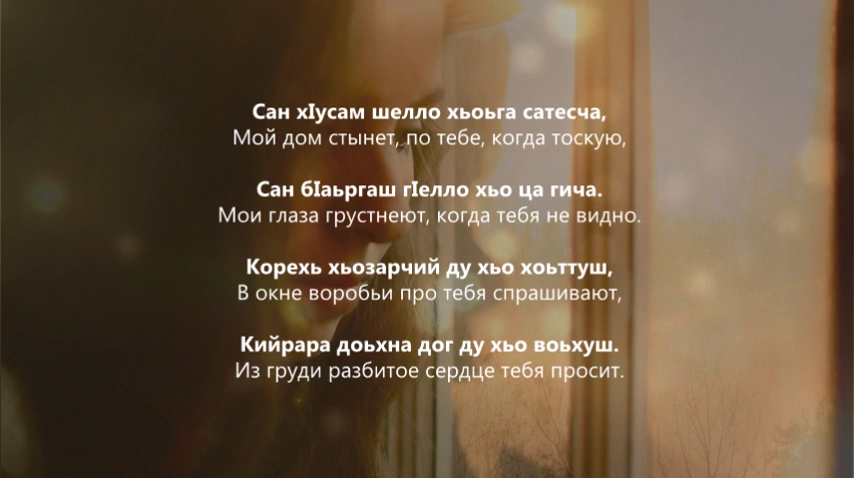 Сан хӀусам шелло хьоьга сатесча,
Мой дом стынет, по тебе, когда тоскую,
Сан бӀаьргаш гӀелло хьо ца гича.
Мои глаза грустнеют, когда тебя не видно.
Корехь хьозарчий ду хьо хоьттуш,
В окне воробьи про тебя спрашивают,
Кийрара доьхна дог ду хьо воьхуш.
Из груди разбитое сердце тебя просит.